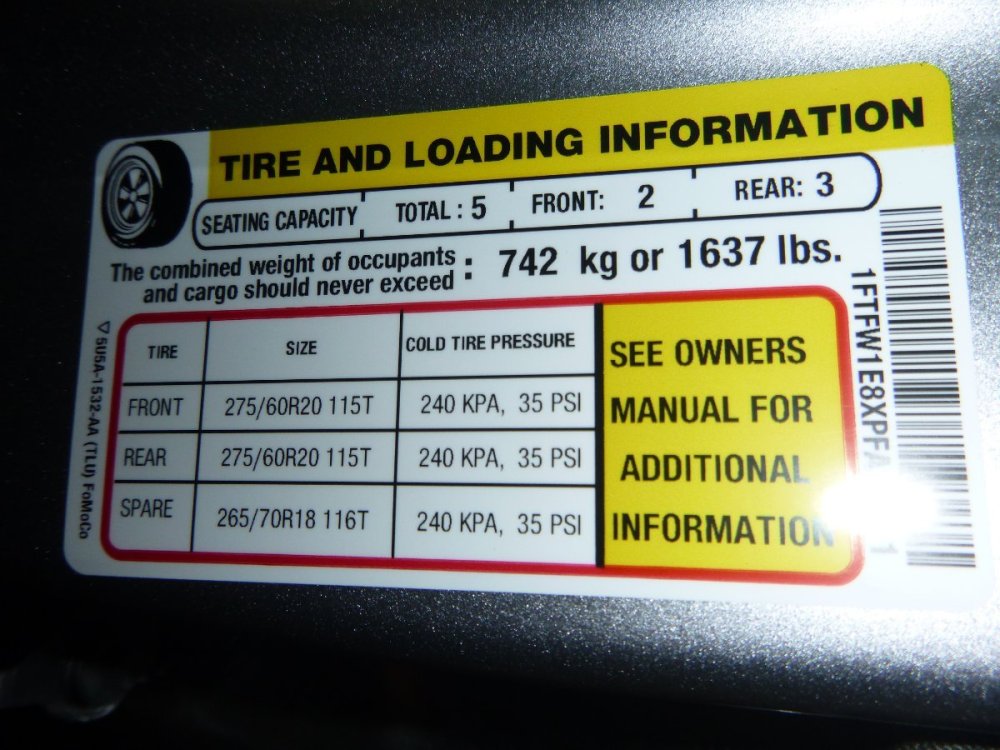 TIRE AND LOADING INFORMATION
SEATING CAPACITY TOTAL : 5 FRONT: 2 REAR: 3
The combined weight of occupants
and cargo should never exceed : 742 kg or 1637 lbs.
TIRE SIZE COLD TIRE PRESSURE
FRONT 275/60R20 115T 240 KPA, 35 PSI
REAR 275/60R20 115T 240 KPA, 35 PSI
SPARE 265/70R18 116T 240 KPA, 35 PSI
SEE OWNERS
MANUAL FOR
ADDITIONAL
INFORMATION
5U5A-1532-AA (TLU) FoMoCo